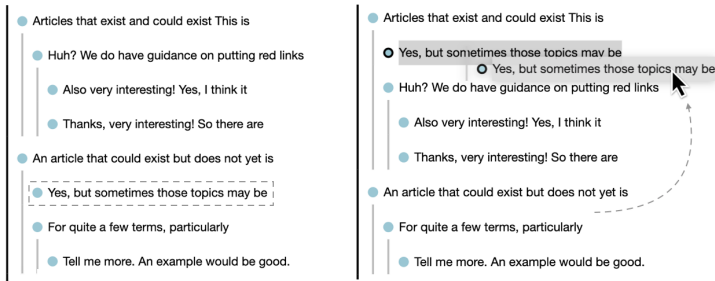 Articles that exist and could exist This is
Huh? We do have guidance on putting red links
Also very interesting! Yes, I think it
Thanks, very interesting! So there are
An article that could exist but does not yet is
Yes, but sometimes those topics may be
For quite a few terms, particularly
Tell me more. An example would be good.
Articles that exist and could exist This is
Yes, but sometimes those topics may be
Yes, but sometimes those topics may be
Huh? We do have guidance on putting red links
Also very interesting! Yes, I think it
Thanks, very interesting! So there are
An article that could exist but does not yet is
For quite a few terms, particularly
Tell me more. An example would be good.